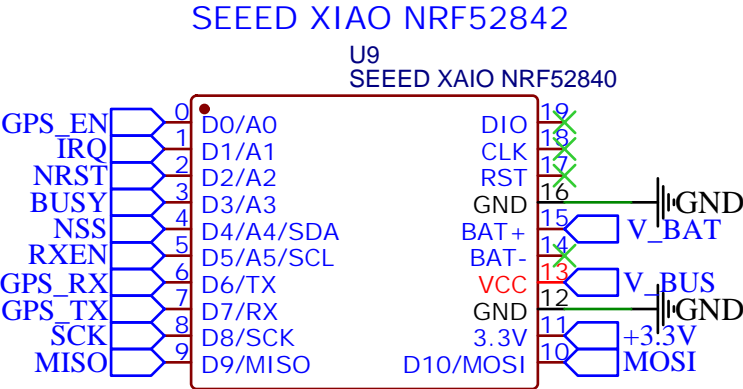 SEEED XIAO NRF52842
U9
SEEED XAIO NRF52840
GPS_EN 0 D0/A0 DIO 19
IRQ 1 D1/A1 CLK 18
NRST 2 D2/A2 RST 17
BUSY 3 D3/A3 GND 16 GND
NSS 4 D4/A4/SDA BAT+ 15 V_BAT
RXEN 5 D5/A5/SCL BAT- 14
GPS_RX 6 D6/TX VCC 13 V_BUS
GPS_TX 7 D7/RX GND 12 GND
SCK 8 D8/SCK 3.3V 11 +3.3V
MISO 9 D9/MISO D10/MOSI 10 MOSI